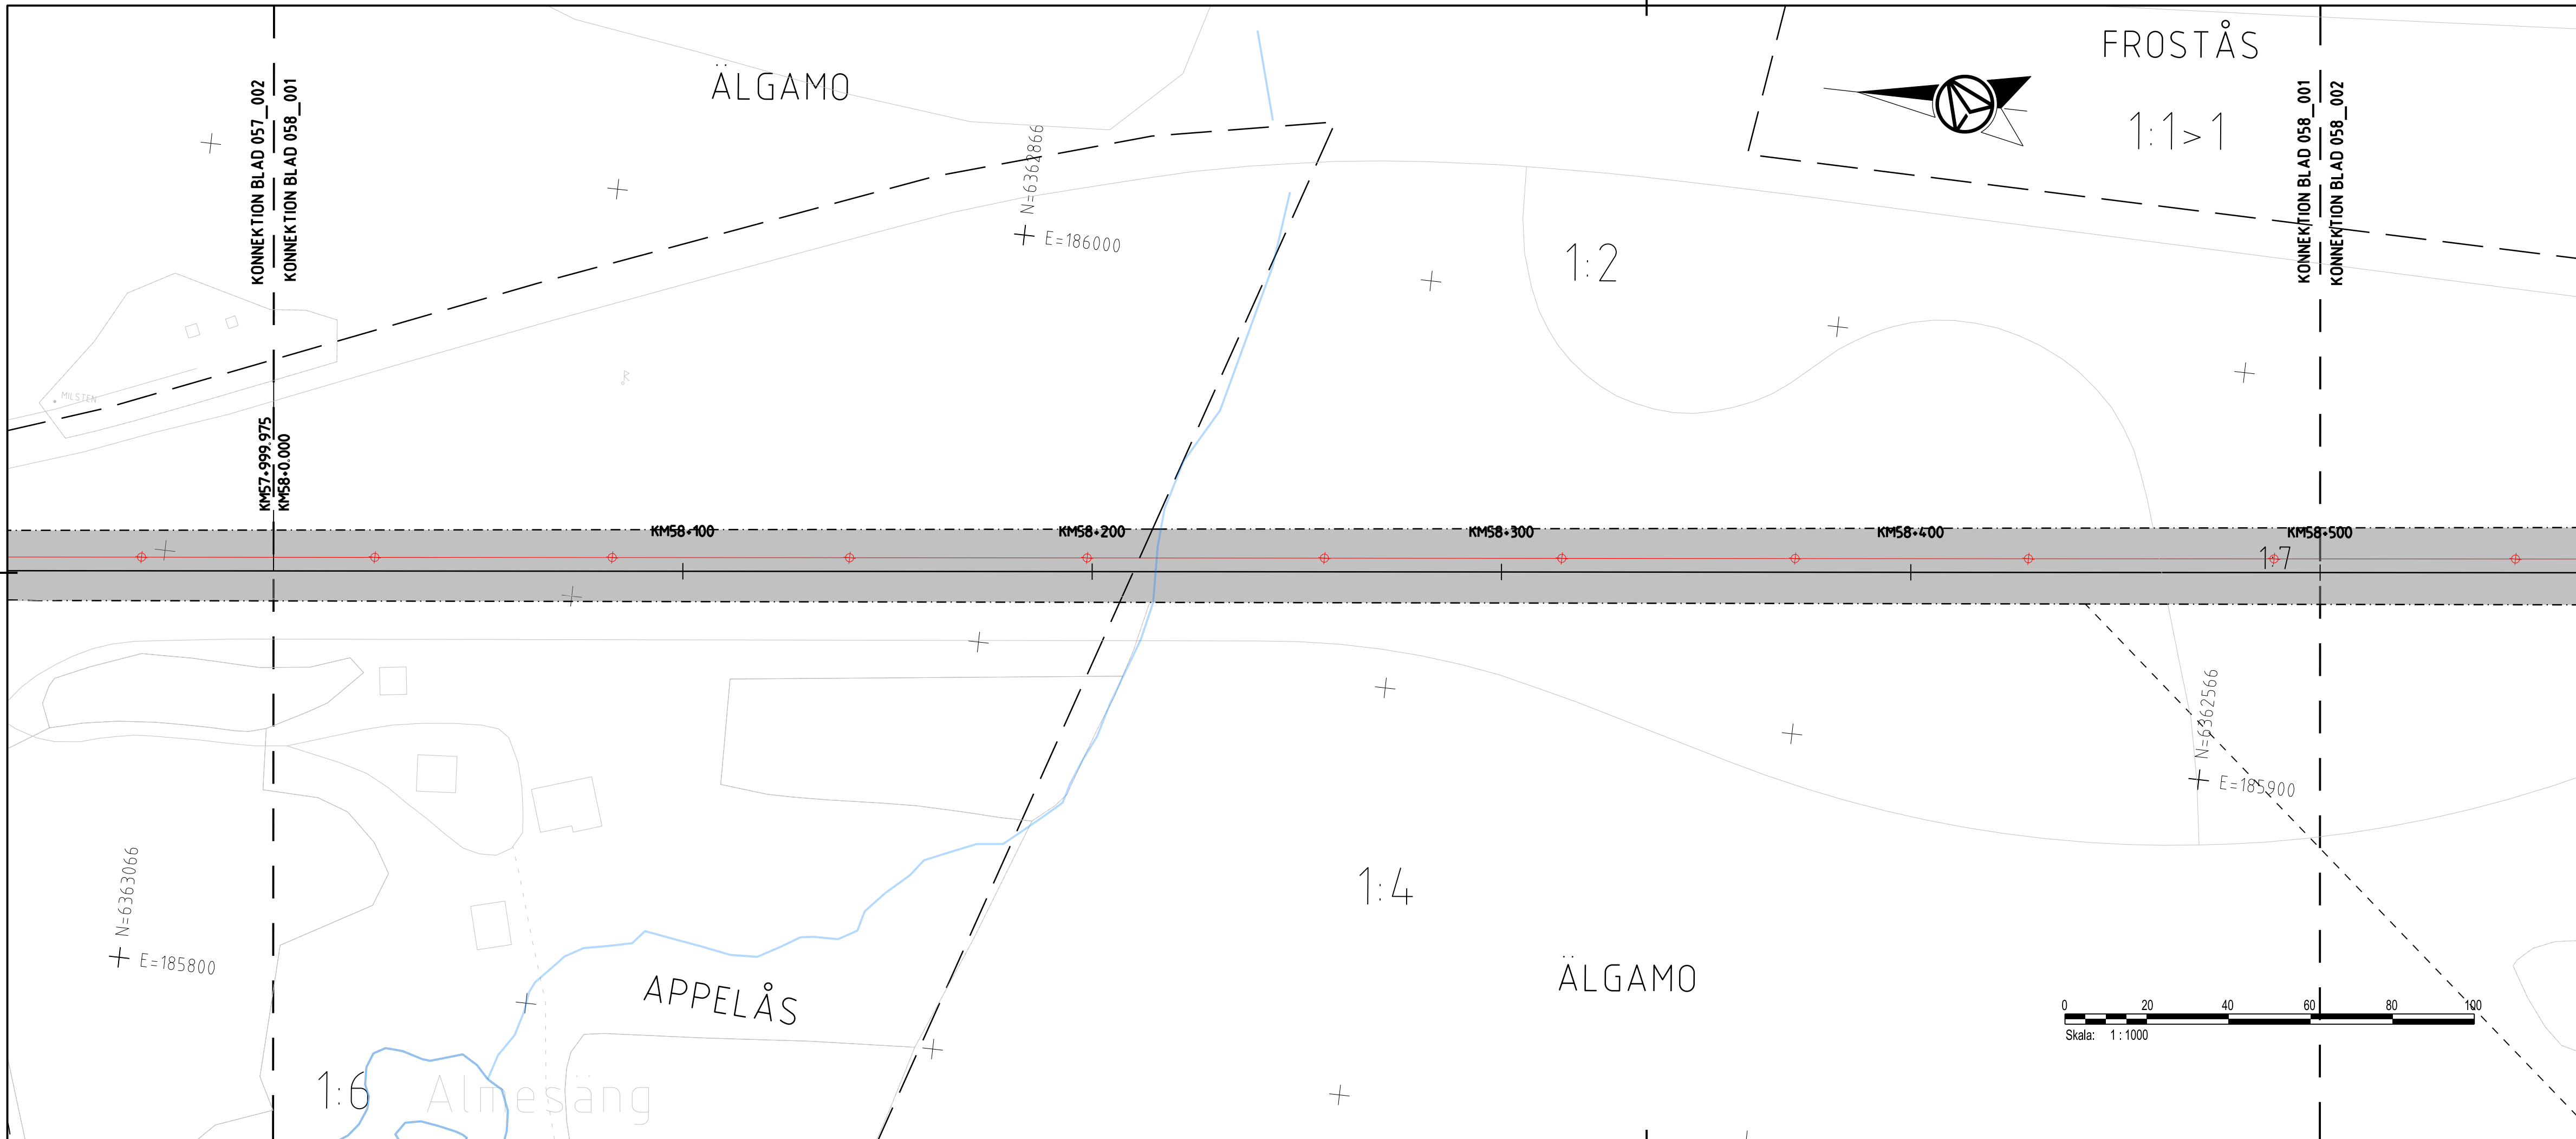 FROSTÅS
ÄLGAMO
KONNEKTION BLAD 057_002
KONNEKTION BLAD 058_001
KONNEKTION BLAD 058_001
KONNEKTION BLAD 058_002
1:1>1
N=6362866
E=186000
1:2
MILSTEN
KM57+999.975
KM58+0.000
KM58+100
KM58+200
KM58+300
KM58+400
KM58+500
1:7
N=6362566
E=185900
N=6363066
E=185800
1:4
APPELÅS
ÄLGAMO
0 20 40 60 80 100
Skala: 1 : 1000
1:6
Almesäng